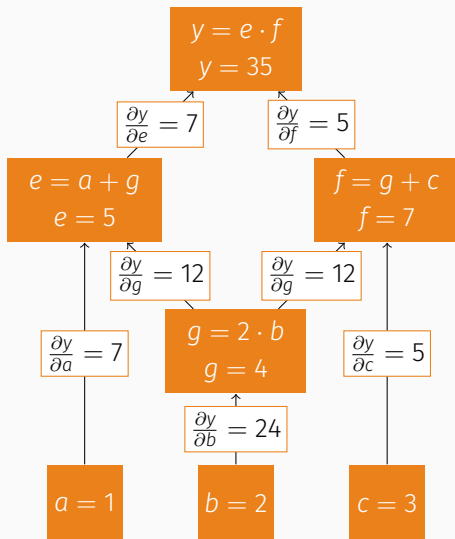 y = e · f
y = 35
∂y/∂e = 7
∂y/∂f = 5
e = a + g
e = 5
f = g + c
f = 7
∂y/∂g = 12
∂y/∂g = 12
g = 2 · b
g = 4
∂y/∂a = 7
∂y/∂c = 5
∂y/∂b = 24
a = 1
b = 2
c = 3